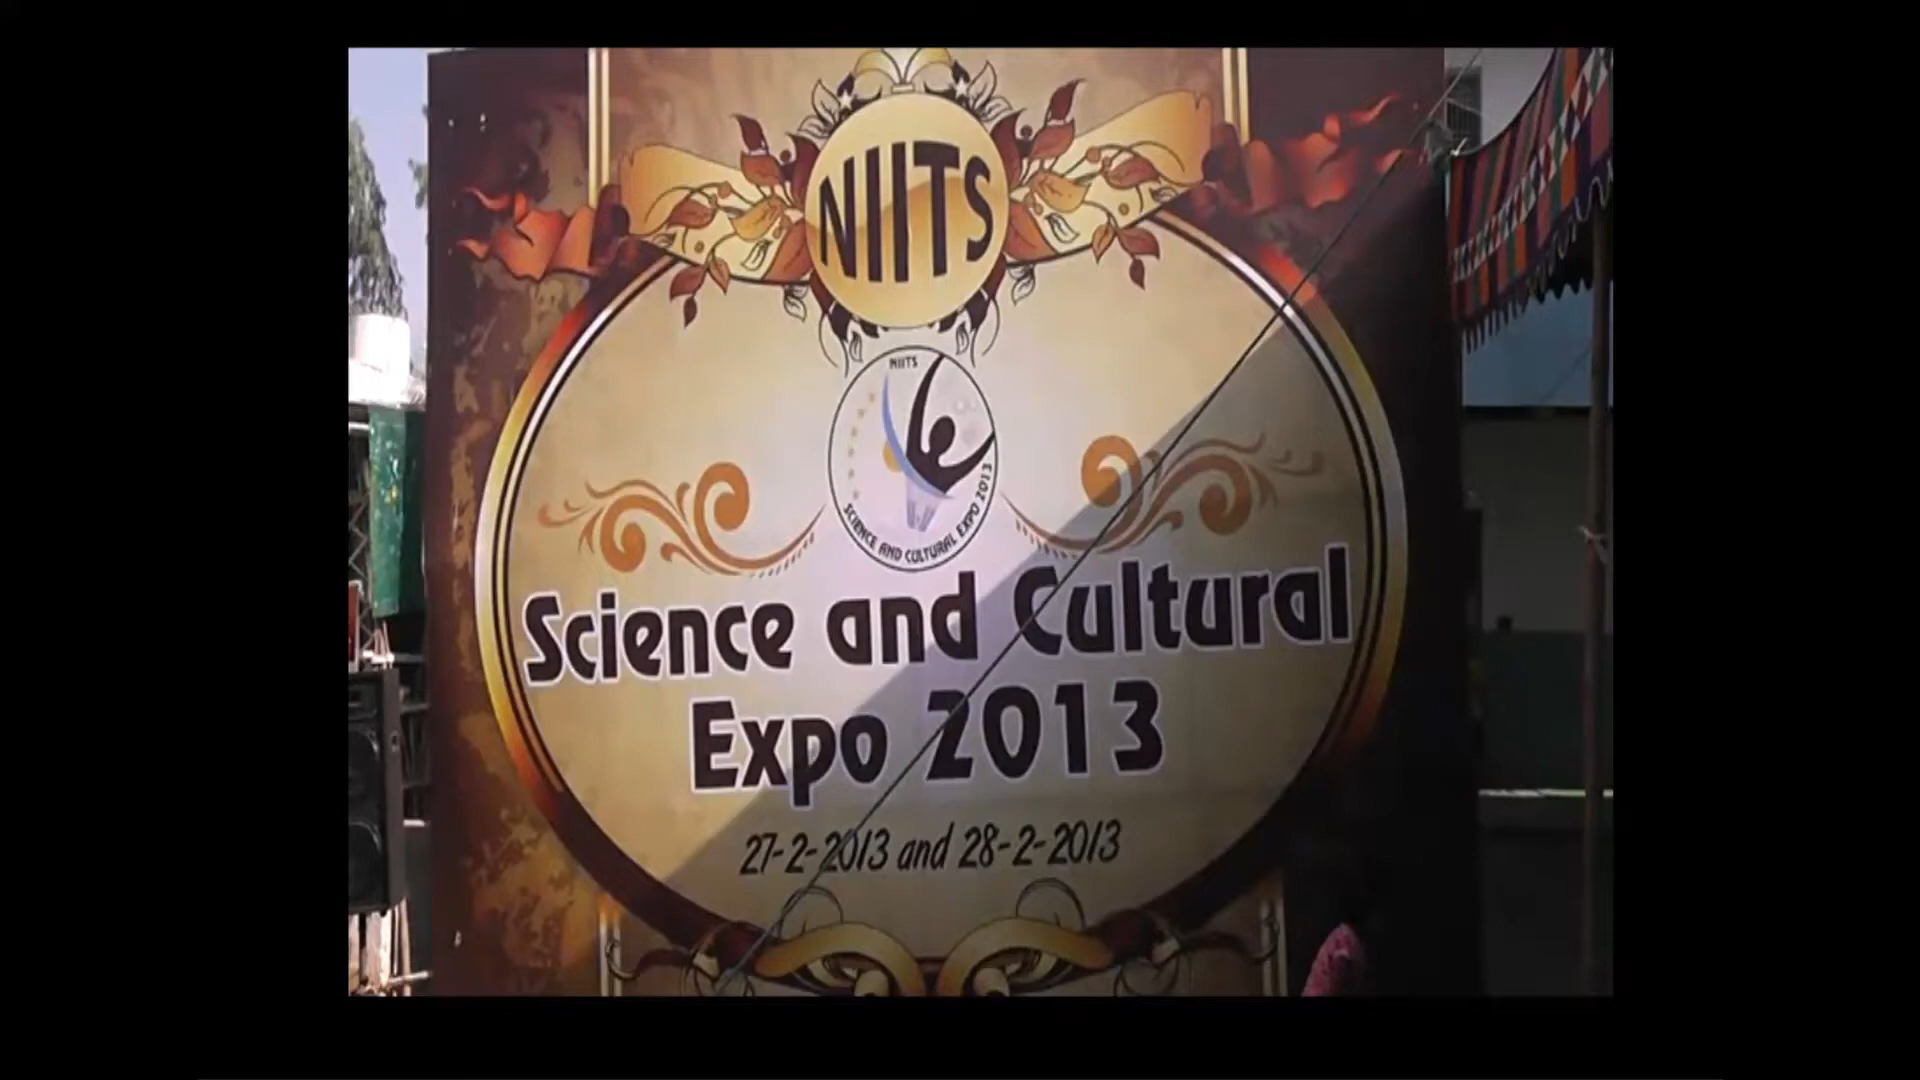 NIITS
NIITS
SCIENCE AND CULTURAL EXPO 2013
Science and Cultural
Expo 2013
27-2-2013 and 28-2-2013